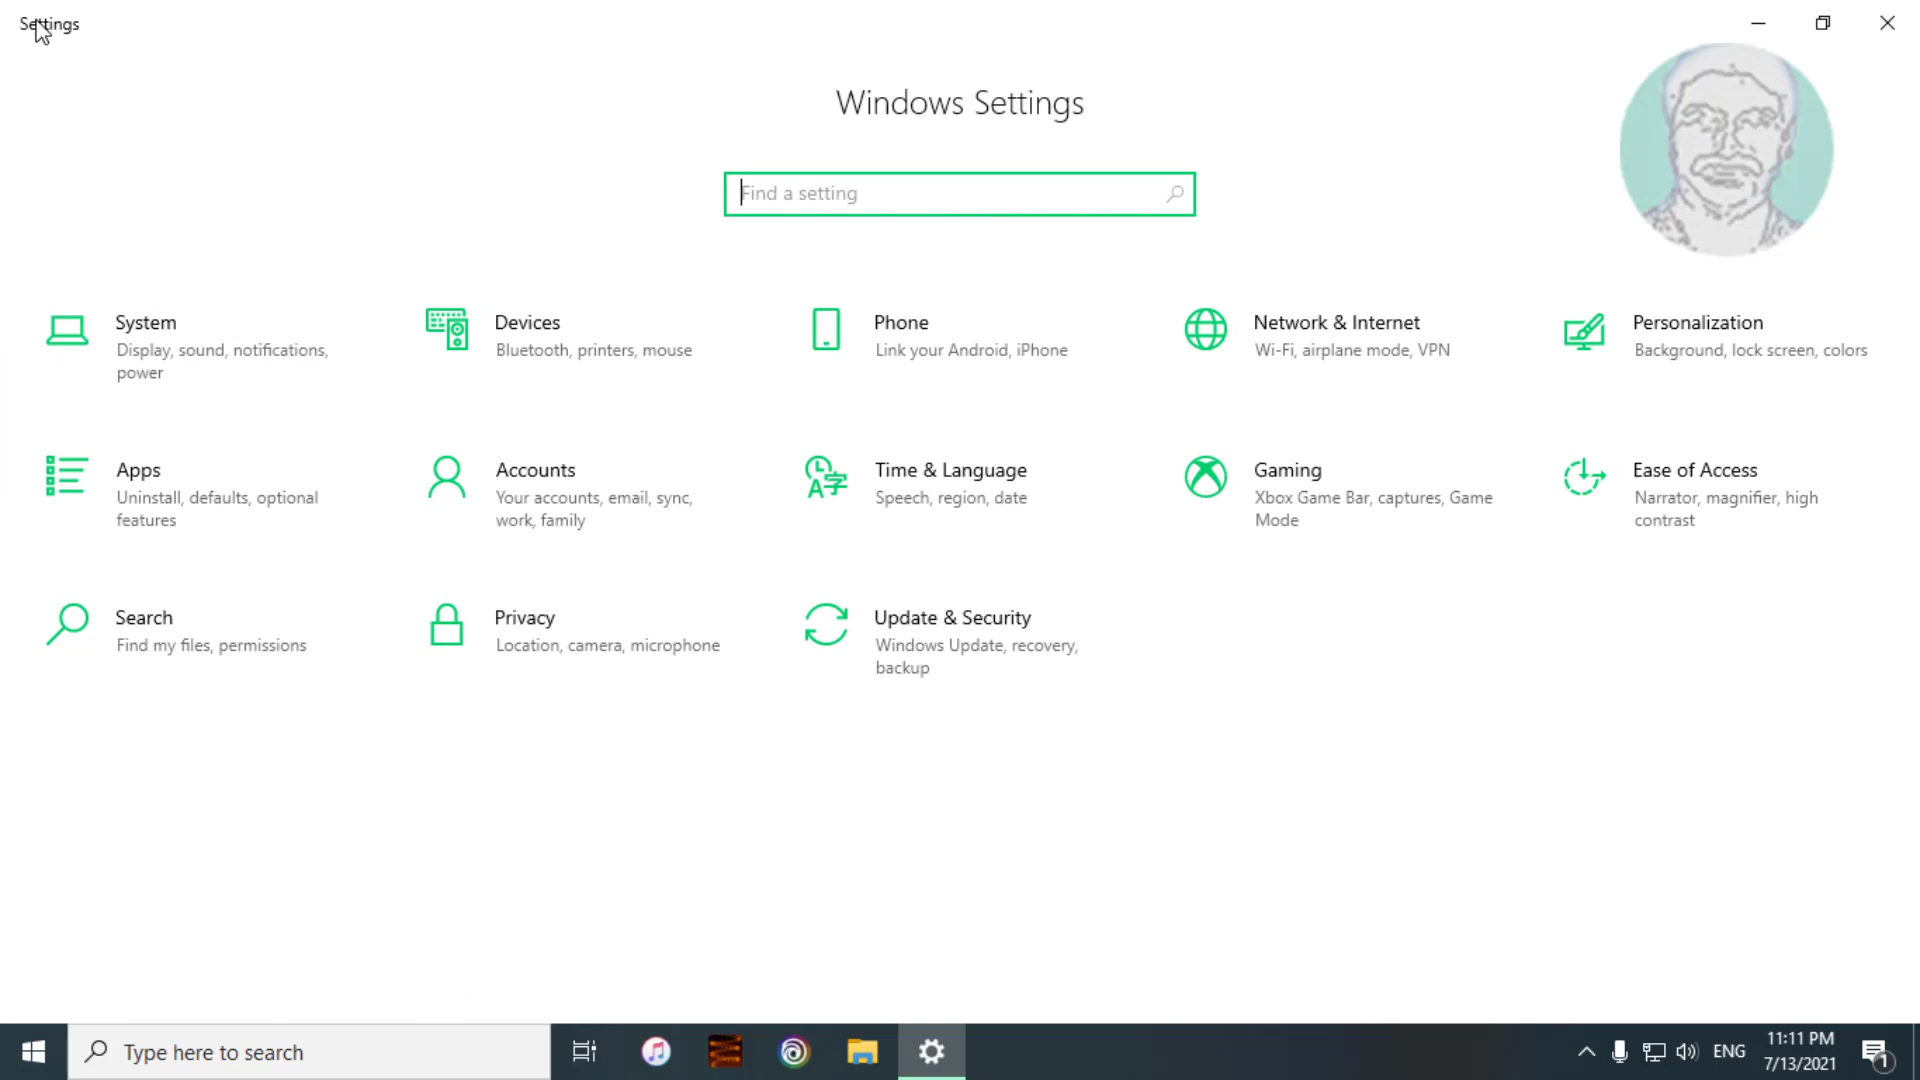 Settings
Windows Settings
Find a setting
System
Display, sound, notifications,
power
Devices
Bluetooth, printers, mouse
Phone
Link your Android, iPhone
Network & Internet
Wi-Fi, airplane mode, VPN
Personalization
Background, lock screen, colors
Apps
Uninstall, defaults, optional
features
Accounts
Your accounts, email, sync,
work, family
Time & Language
Speech, region, date
Gaming
Xbox Game Bar, captures, Game
Mode
Ease of Access
Narrator, magnifier, high
contrast
Search
Find my files, permissions
Privacy
Location, camera, microphone
Update & Security
Windows Update, recovery,
backup
Type here to search
ENG
11:11 PM
7/13/2021
1